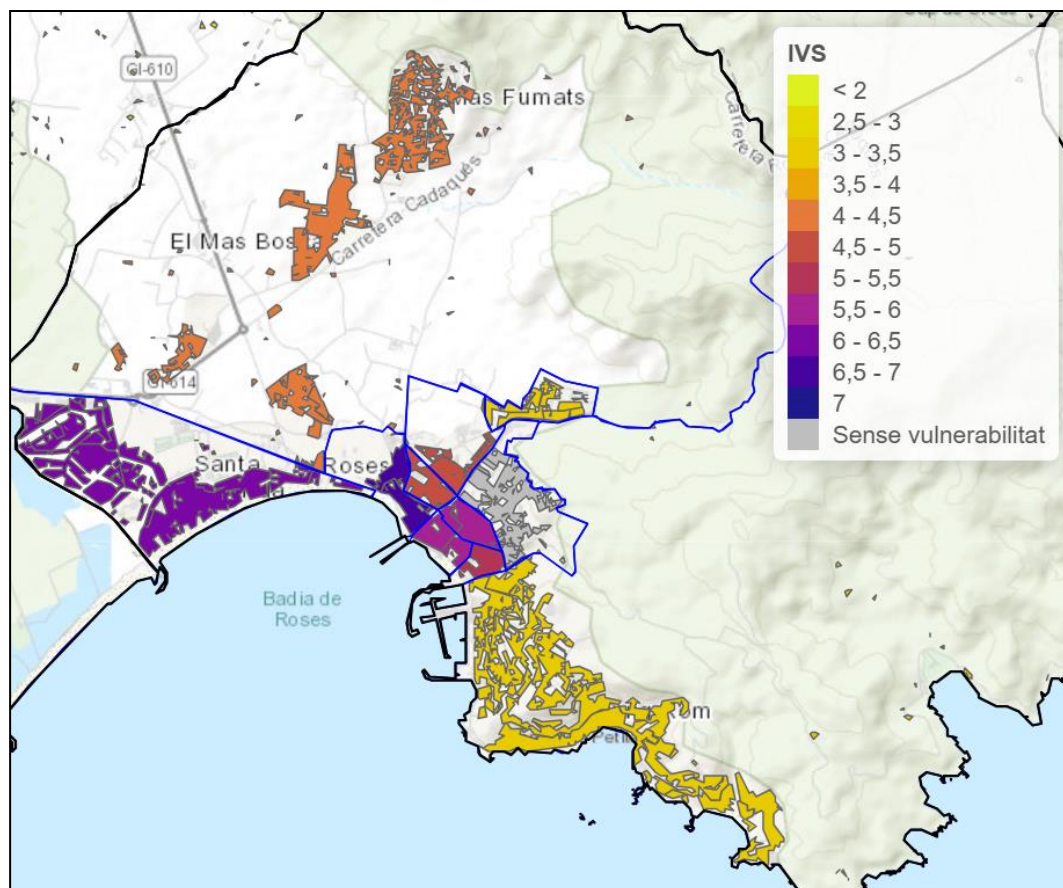 GI-610
Mas Fumats
Carretera Cadaqués
El Mas Bosca
GI-614
Santa
Roses
Badia de
Roses
IVS
< 2
2,5 - 3
3 - 3,5
3,5 - 4
4 - 4,5
4,5 - 5
5 - 5,5
5,5 - 6
6 - 6,5
6,5 - 7
7
Sense vulnerabilitat